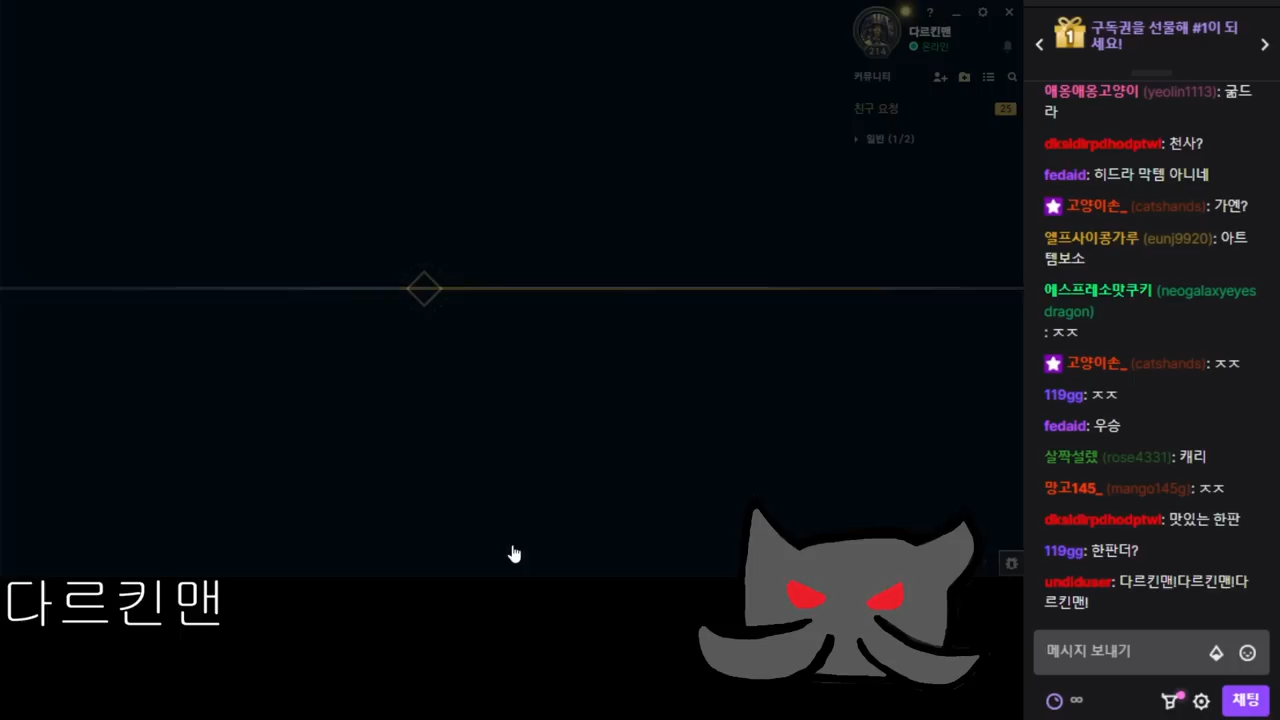 다르킨맨
온라인
214
커뮤니티
친구 요청
25
일반 (1/2)
다르킨맨
1
구독권을 선물해 #1이 되
세요!
애옹애옹고양이 (yeolin1113): 굶드
라
dksldlrpdhodptwl: 천사?
fedaid: 히드라 막템 아니네
고양이손_ (catshands): 가엔?
엘프사이콩가루 (eunj9920): 아트
템보소
에스프레소맛쿠키 (neogalaxyeyes
dragon)
: ㅈㅈ
고양이손_ (catshands): ㅈㅈ
119gg: ㅈㅈ
fedaid: 우승
살짝설렜 (rose4331): 캐리
망고145_ (mango145g): ㅈㅈ
dksldlrpdhodptwl: 맛있는 한판
119gg: 한판더?
undiduser: 다르킨맨!다르킨맨!다
르킨맨!
메시지 보내기
채팅